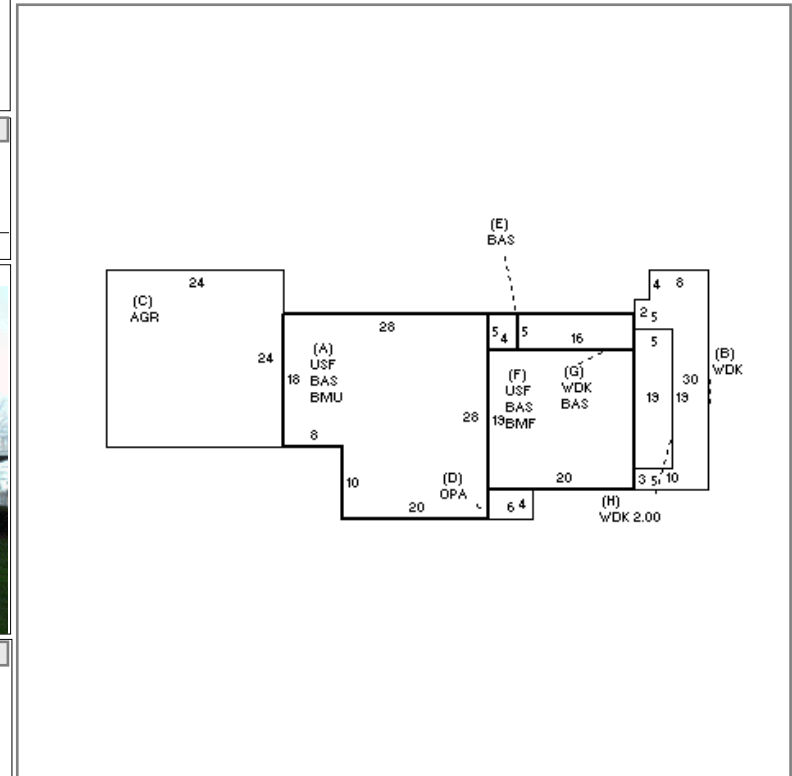 (E)
BAS
24
(C)
AGR
24
28
(A)
USF
BAS
BMU
18
8
10
20
28
(D)
OPA
5
4
5
16
(F)
USF
BAS
BMF
19
(G)
WDK
BAS
20
6 4
4 8
2 5
5
19
19
30
(B)
WDK
3 5 10
(H)
WDK 2.00